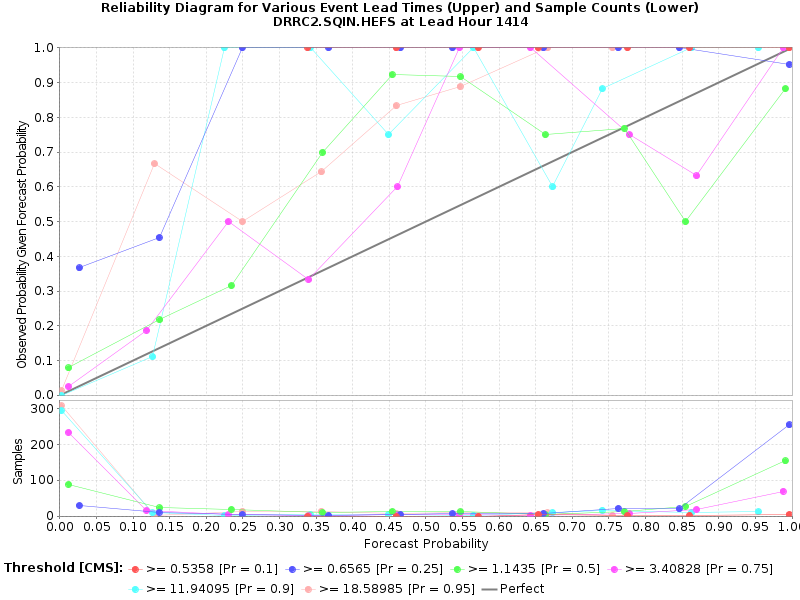 Reliability Diagram for Various Event Lead Times (Upper) and Sample Counts (Lower)
DRRC2.SQIN.HEFS at Lead Hour 1414
Observed Probability Given Forecast Probability
1.0
0.9
0.8
0.7
0.6
0.5
0.4
0.3
0.2
0.1
0.0
Samples
300
200
100
0
0.00 0.05 0.10 0.15 0.20 0.25 0.30 0.35 0.40 0.45 0.50 0.55 0.60 0.65 0.70 0.75 0.80 0.85 0.90 0.95 1.00
Forecast Probability
Threshold [CMS]: >= 0.5358 [Pr = 0.1] >= 0.6565 [Pr = 0.25] >= 1.1435 [Pr = 0.5] >= 3.40828 [Pr = 0.75]
>= 11.94095 [Pr = 0.9] >= 18.58985 [Pr = 0.95] Perfect